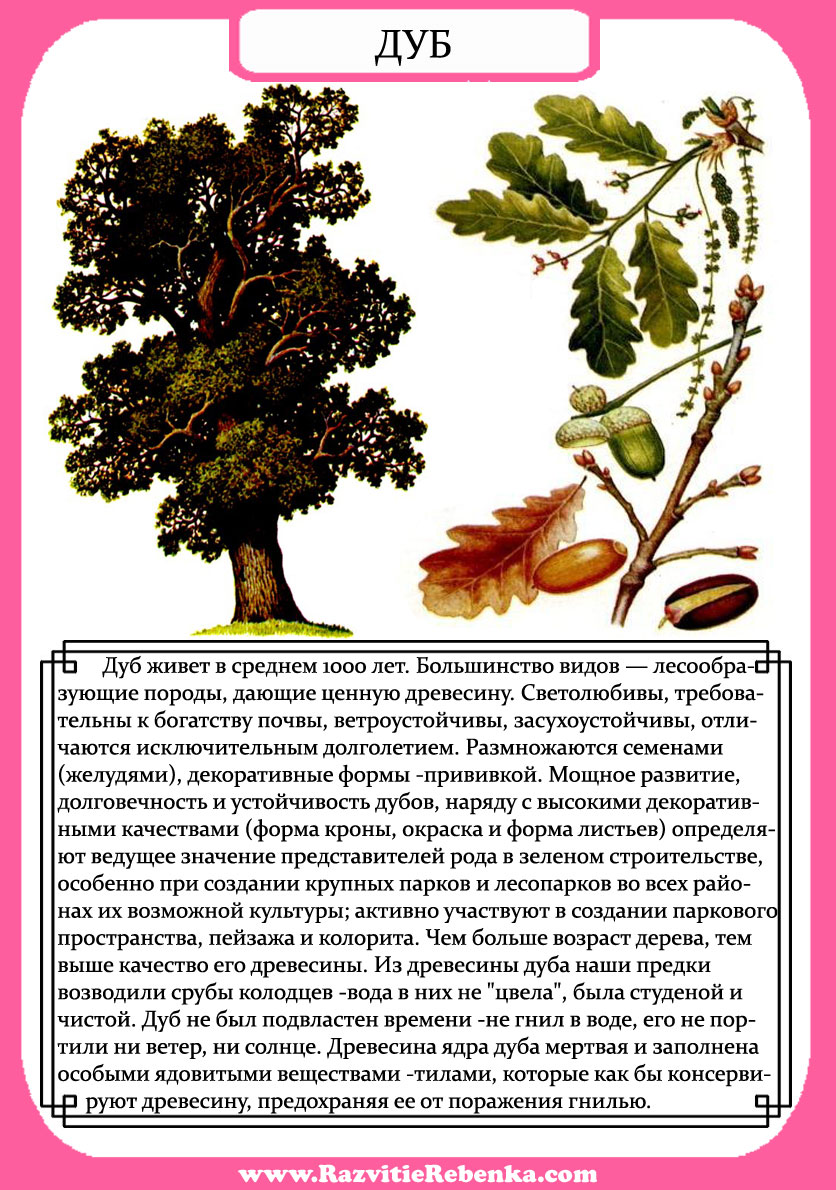 ДУБ
Дуб живет в среднем 1000 лет. Большинство видов — лесообра-
зующие породы, дающие ценную древесину. Светолюбивы, требова-
тельны к богатству почвы, ветроустойчивы, засухоустойчивы, отли-
чаются исключительным долголетием. Размножаются семенами
(желудями), декоративные формы -прививкой. Мощное развитие,
долговечность и устойчивость дубов, наряду с высокими декоратив-
ными качествами (форма кроны, окраска и форма листьев) определя-
ют ведущее значение представителей рода в зеленом строительстве,
особенно при создании крупных парков и лесопарков во всех райо-
нах их возможной культуры; активно участвуют в создании паркового
пространства, пейзажа и колорита. Чем больше возраст дерева, тем
выше качество его древесины. Из древесины дуба наши предки
возводили срубы колодцев -вода в них не "цвела", была студеной и
чистой. Дуб не был подвластен времени -не гнил в воде, его не пор-
тили ни ветер, ни солнце. Древесина ядра дуба мертвая и заполнена
особыми ядовитыми веществами -тилами, которые как бы консерви-
руют древесину, предохраняя ее от поражения гнилью.
www.RazvitieRebenka.com